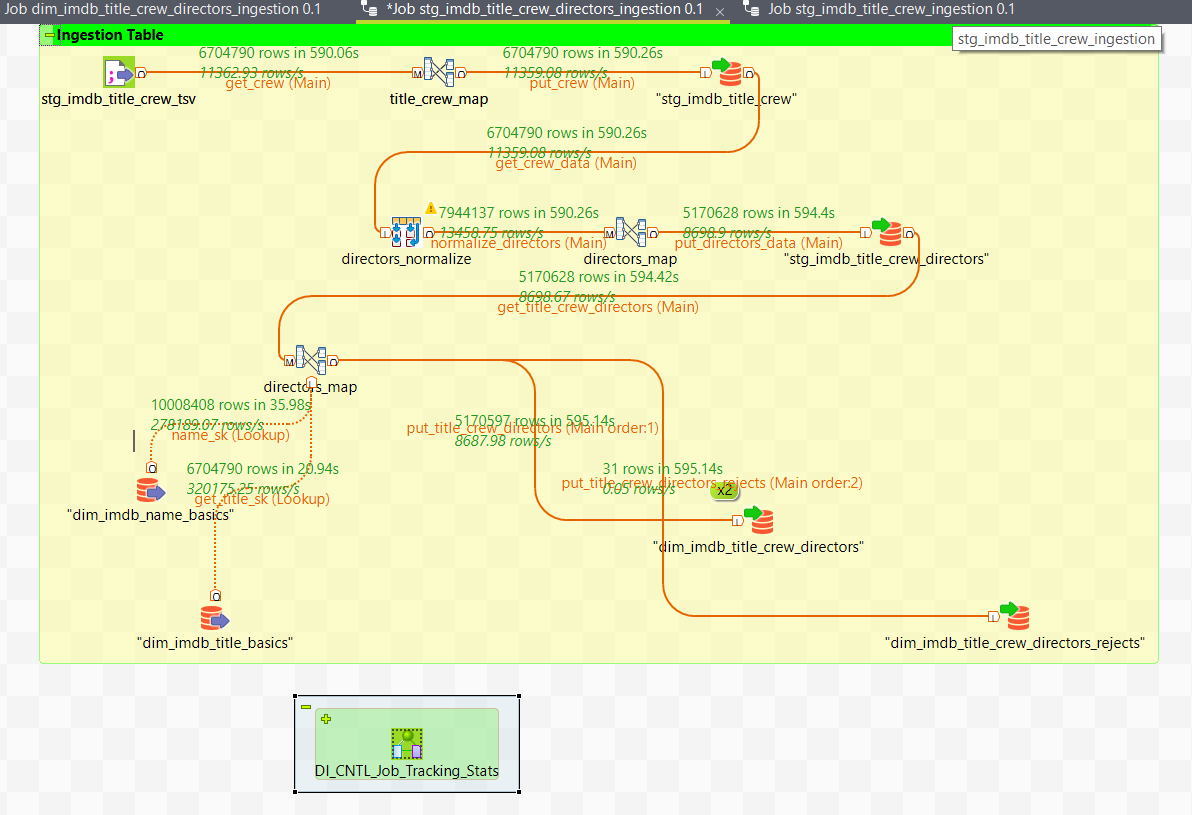 Job dim_imdb_title_crew_directors_ingestion 0.1
*Job stg_imdb_title_crew_directors_ingestion 0.1
Job stg_imdb_title_crew_ingestion 0.1
stg_imdb_title_crew_ingestion
Ingestion Table
6704790 rows in 590.06s
11362.93 rows/s
get_crew (Main)
6704790 rows in 590.26s
11359.08 rows/s
put_crew (Main)
stg_imdb_title_crew_tsv
title_crew_map
"stg_imdb_title_crew"
6704790 rows in 590.26s
11359.08 rows/s
get_crew_data (Main)
7944137 rows in 590.26s
13458.75 rows/s
normalize_directors (Main)
5170628 rows in 594.4s
8698.9 rows/s
put_directors_data (Main)
directors_normalize
directors_map
"stg_imdb_title_crew_directors"
5170628 rows in 594.42s
8698.67 rows/s
get_title_crew_directors (Main)
directors_map
10008408 rows in 35.98s
278189.07 rows/s
name_sk (Lookup)
5170597 rows in 595.14s
put_title_crew_directors (Main order:1)
8687.98 rows/s
6704790 rows in 20.94s
320175.25 rows/s
get_title_sk (Lookup)
31 rows in 595.14s
put_title_crew_directors_rejects (Main order:2)
0.05 rows/s
x2
"dim_imdb_name_basics"
"dim_imdb_title_crew_directors"
"dim_imdb_title_basics"
"dim_imdb_title_crew_directors_rejects"
DI_CNTL_Job_Tracking_Stats